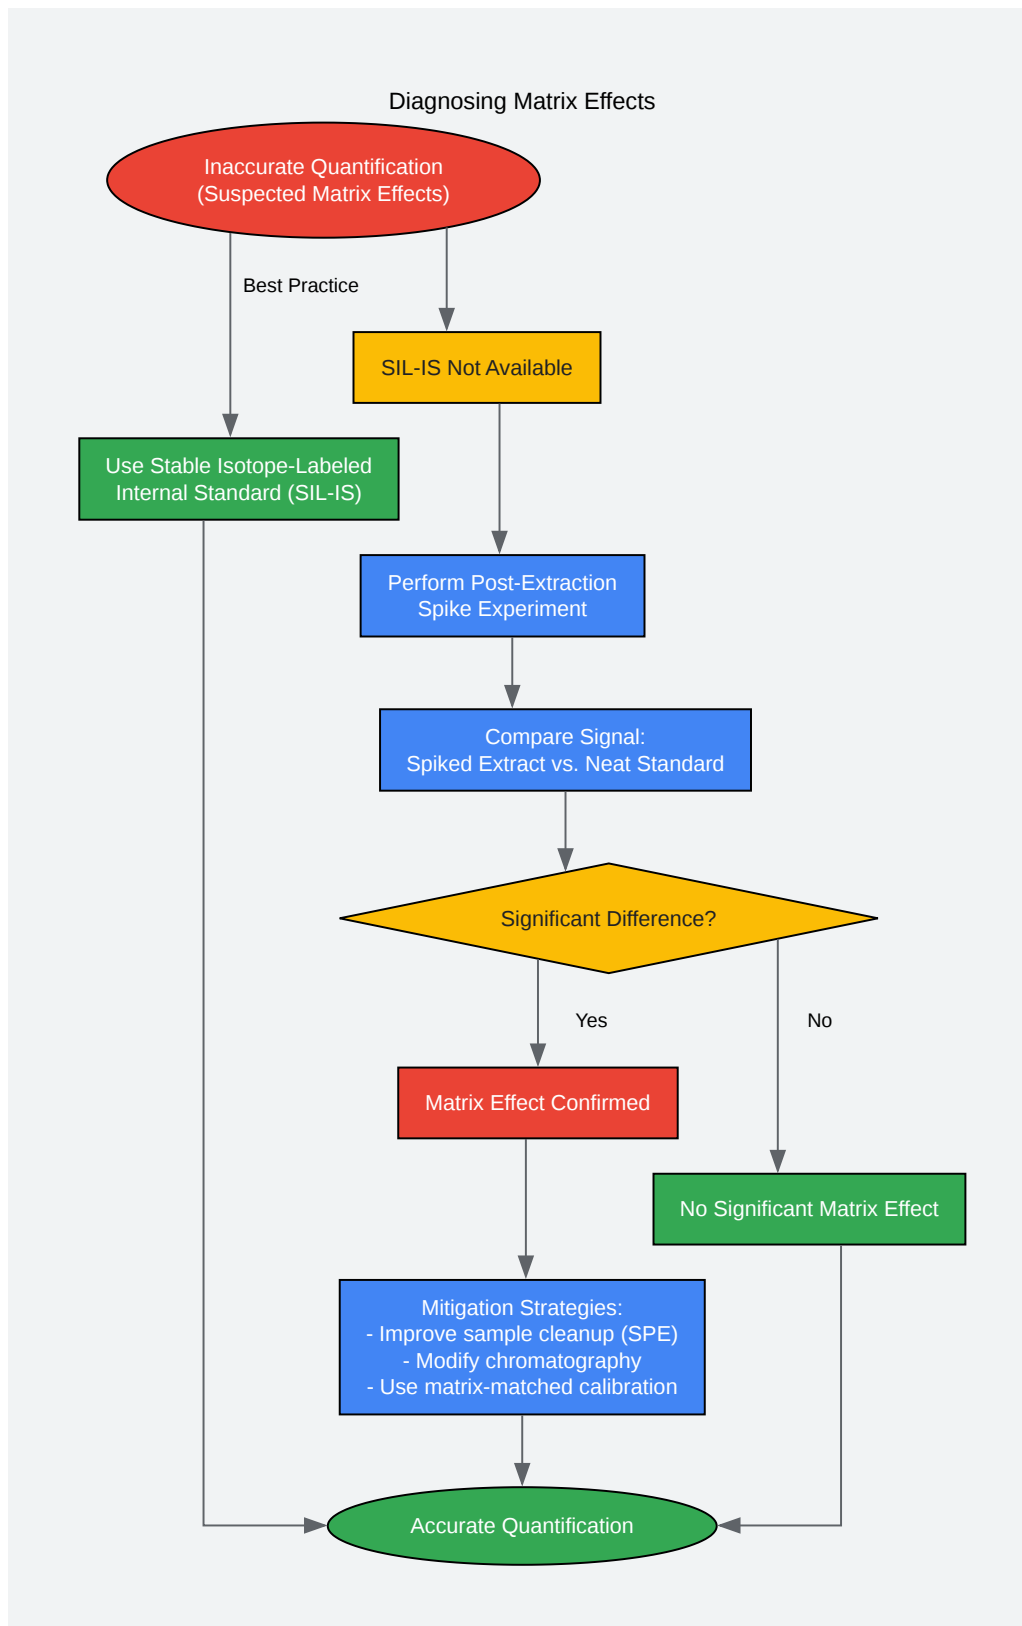 Diagnosing Matrix Effects
Inaccurate Quantification
(Suspected Matrix Effects)
Best Practice
SIL-IS Not Available
Use Stable Isotope-Labeled
Internal Standard (SIL-IS)
Perform Post-Extraction
Spike Experiment
Compare Signal:
Spiked Extract vs. Neat Standard
Significant Difference?
Yes
No
Matrix Effect Confirmed
No Significant Matrix Effect
Mitigation Strategies:
- Improve sample cleanup (SPE)
- Modify chromatography
- Use matrix-matched calibration
Accurate Quantification